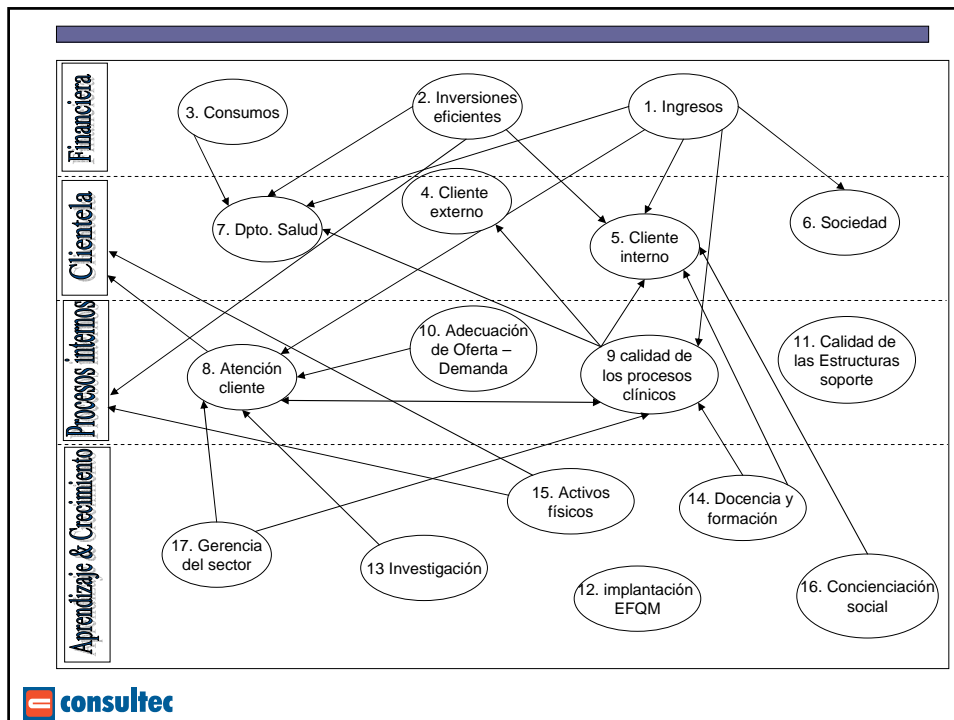 Financiera
3. Consumos
2. Inversiones
eficientes
1. Ingresos
Clientela
7. Dpto. Salud
4. Cliente
externo
5. Cliente
interno
6. Sociedad
Procesos internos
8. Atención
cliente
10. Adecuación
de Oferta –
Demanda
9 calidad de
los procesos
clínicos
11. Calidad de
las Estructuras
soporte
Aprendizaje & Crecimiento
17. Gerencia
del sector
13 Investigación
15. Activos
físicos
12. implantación
EFQM
14. Docencia y
formación
16. Concienciación
social
consultec